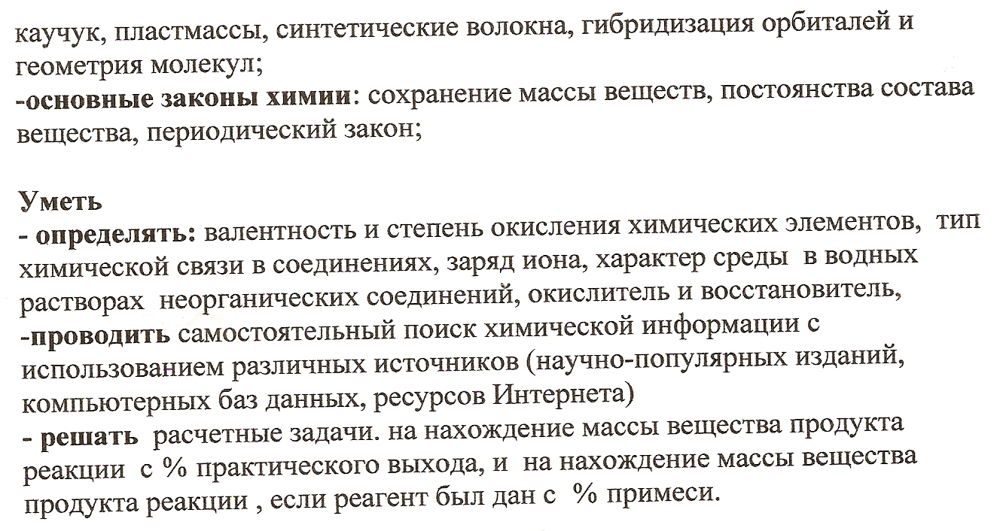 каучук, пластмассы, синтетические волокна, гибридизация орбиталей и
геометрия молекул;
-основные законы химии: сохранение массы веществ, постоянства состава
вещества, периодический закон;
Уметь
- определять: валентность и степень окисления химических элементов,  тип
химической связи в соединениях, заряд иона, характер среды  в водных
растворах  неорганических соединений, окислитель и восстановитель,
-проводить самостоятельный поиск химической информации с
использованием различных источников (научно-популярных изданий,
компьютерных баз данных, ресурсов Интернета)
- решать  расчетные задачи. на нахождение массы вещества продукта
реакции  с % практического выхода, и  на нахождение массы вещества
продукта реакции , если реагент был дан с  % примеси.